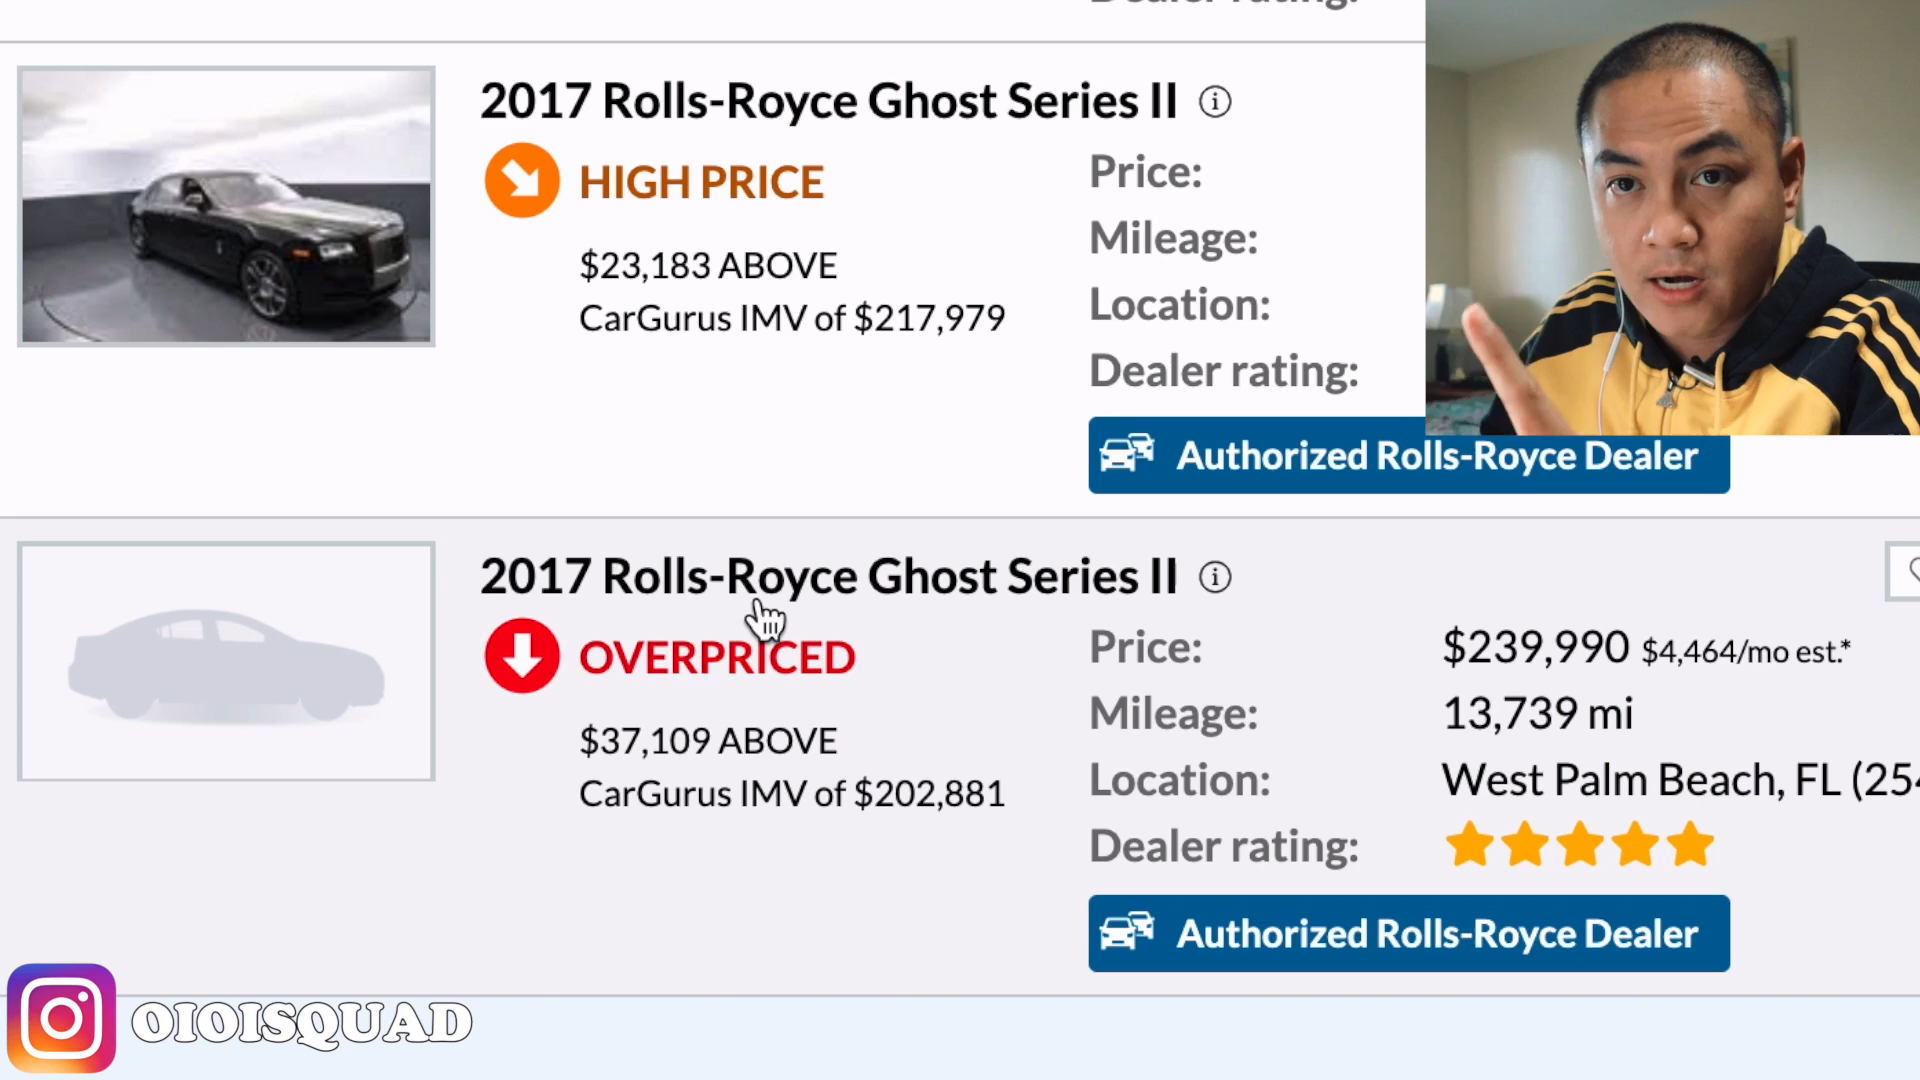 2017 Rolls-Royce Ghost Series II
HIGH PRICE
$23,183 ABOVE
CarGurus IMV of $217,979
Price:
Mileage:
Location:
Dealer rating:
Authorized Rolls-Royce Dealer
2017 Rolls-Royce Ghost Series II
OVERPRICED
$37,109 ABOVE
CarGurus IMV of $202,881
Price: $239,990 $4,464/mo est.*
Mileage: 13,739 mi
Location: West Palm Beach, FL
Dealer rating:
Authorized Rolls-Royce Dealer
OIOISQUAD